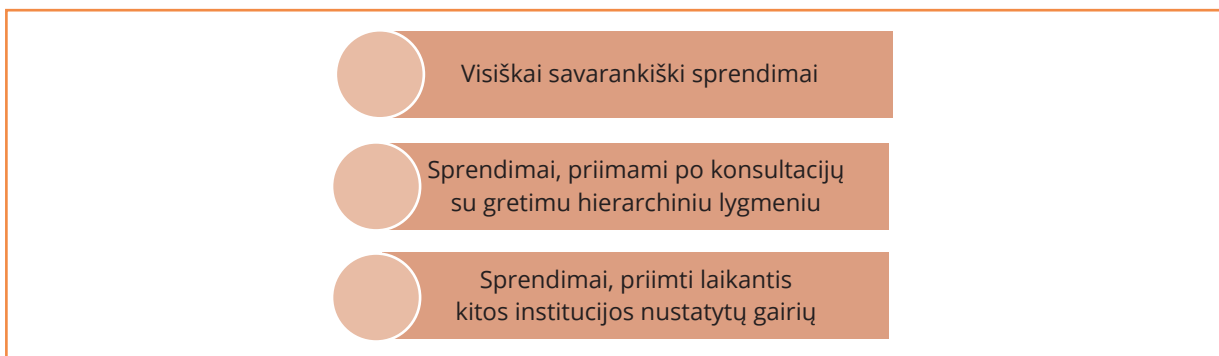 Visiškai savarankiški sprendimai
Sprendimai, priimami po konsultacijų
su gretimu hierarchiniu lygmeniu
Sprendimai, priimti laikantis
kitos institucijos nustatytų gairių